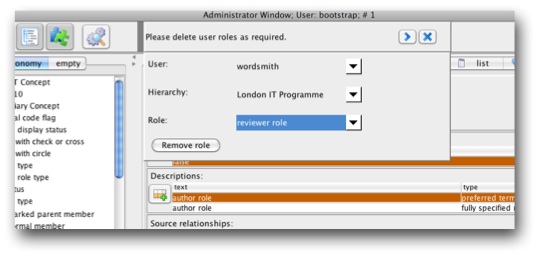 Administrator Window; User: bootstrap; # 1
Please delete user roles as required.
onomy empty
User: wordsmith
list
Hierarchy: London IT Programme
Role: reviewer role
Remove role
T Concept
10
iary Concept
al code flag
display status
with check or cross
with circle
type
role type
tus
type
arked parent member
rmal member
Descriptions:
text type
author role preferred term
author role fully specified
Source relationships: